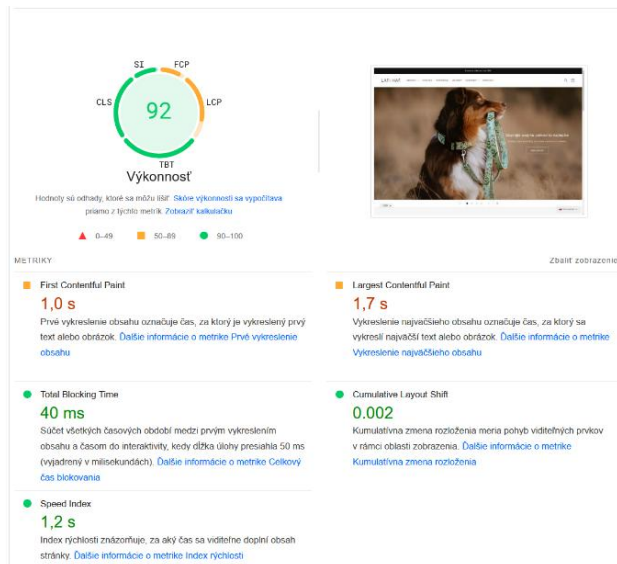 SI
FCP
CLS
LCP
92
TBT
Výkonnosť
Hodnoty sú odhady, ktoré sa môžu líšiť. Skóre výkonnosti sa vypočítava
priamo z týchto metrík. Zobraziť kalkulačku
0–49
50–89
90–100
METRIKY
Zbaliť zobrazenie
First Contentful Paint
1,0 s
Prvé vykreslenie obsahu označuje čas, za ktorý je vykreslený prvý
text alebo obrázok. Ďalšie informácie o metrike Prvé vykreslenie
obsahu
Largest Contentful Paint
1,7 s
Vykreslenie najväčšieho obsahu označuje čas, za ktorý sa
vykreslí najväčší text alebo obrázok. Ďalšie informácie o metrike
Vykreslenie najväčšieho obsahu
Total Blocking Time
40 ms
Súčet všetkých časových období medzi prvým vykreslením
obsahu a časom do interaktivity, kedy dĺžka úlohy presiahla 50 ms
(vyjadrený v milisekundách). Ďalšie informácie o metrike Celkový
čas blokovania
Cumulative Layout Shift
0.002
Kumulatívna zmena rozloženia meria pohyb viditeľných prvkov
v rámci oblasti zobrazenia. Ďalšie informácie o metrike
Kumulatívna zmena rozloženia
Speed Index
1,2 s
Index rýchlosti znázorňuje, za aký čas sa viditeľne doplní obsah
stránky. Ďalšie informácie o metrike Index rýchlosti